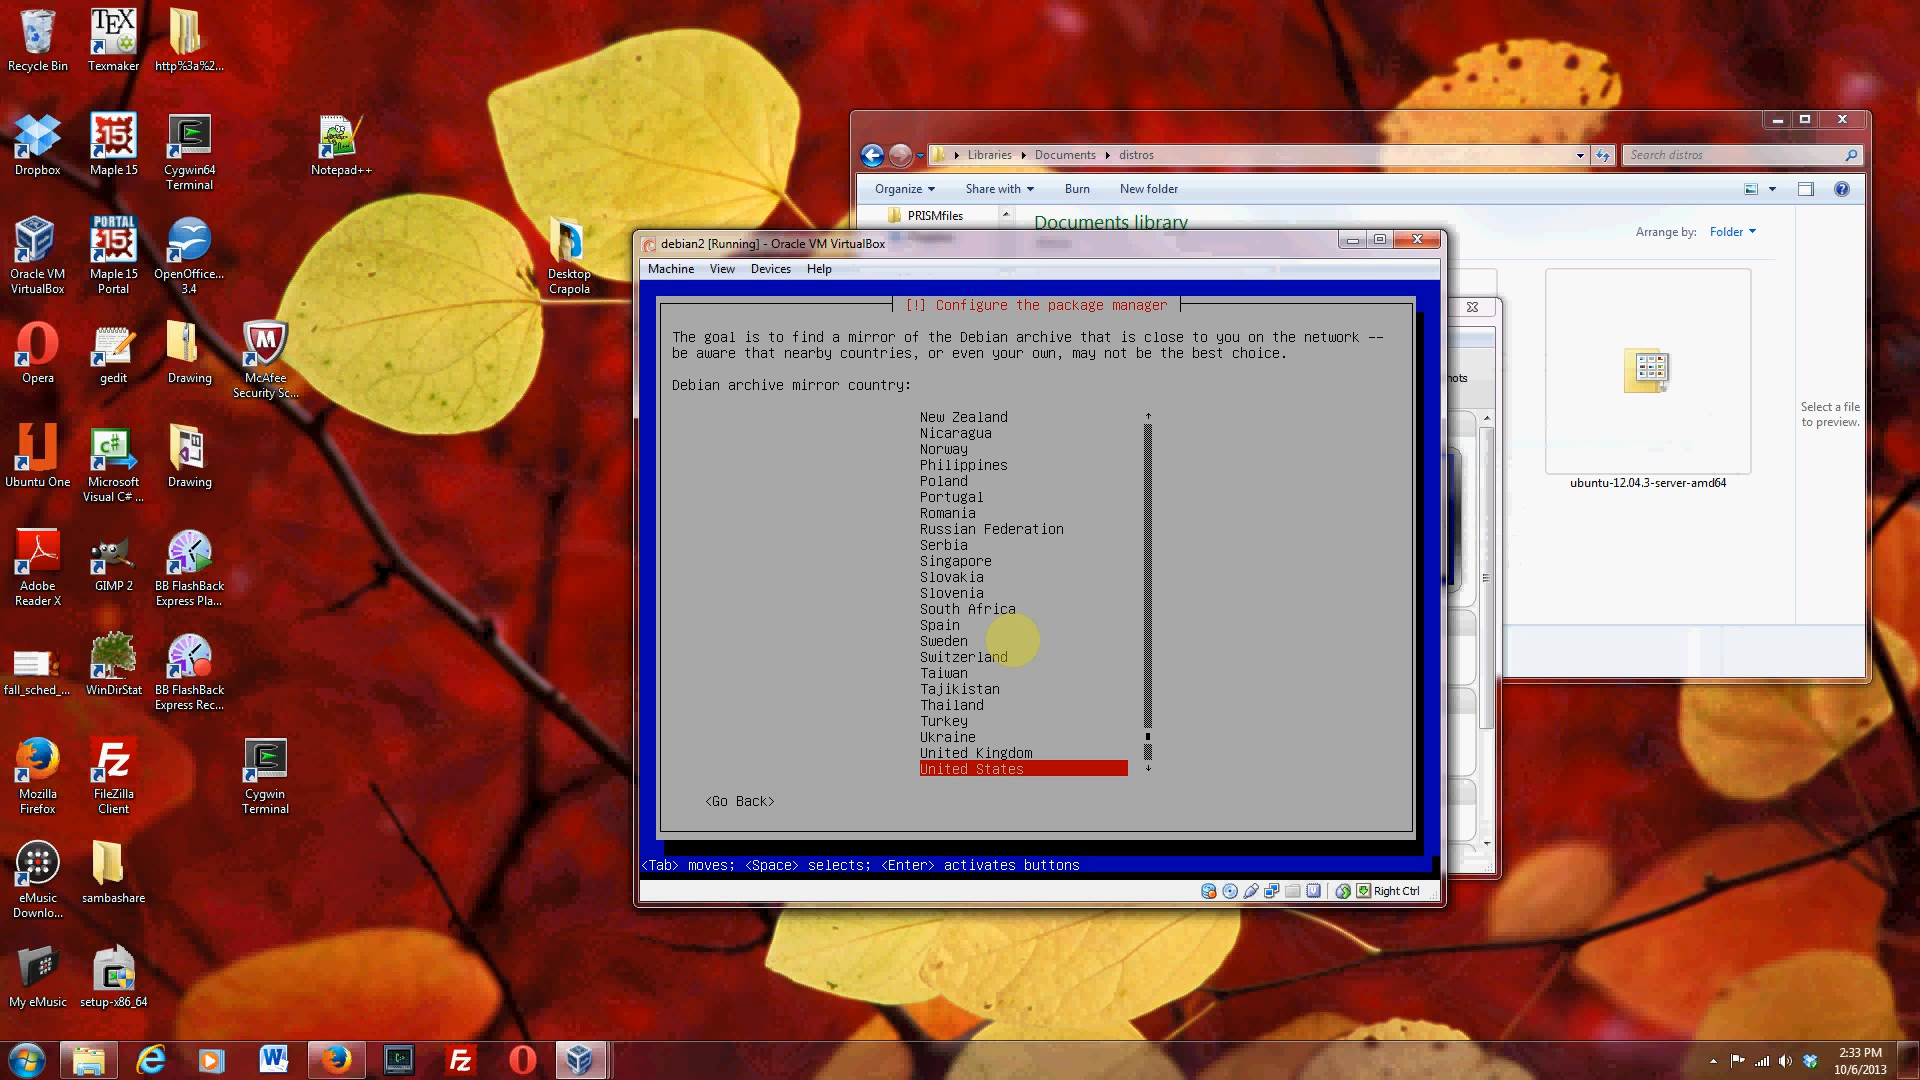 Recycle Bin
Texmaker
http%3a%2...
Dropbox
Maple 15
Cygwin64
Terminal
Notepad++
Oracle VM
VirtualBox
Maple 15
Portal
OpenOffice...
3.4
Desktop
Crapola
Opera
gedit
Drawing
McAfee
Security Sc...
Ubuntu One
Microsoft
Visual C# ...
Drawing
Adobe
Reader X
GIMP 2
BB FlashBack
Express Pla...
fall_sched_...
WinDirStat
BB FlashBack
Express Rec...
Mozilla
Firefox
FileZilla
Client
Cygwin
Terminal
eMusic
Downlo...
sambashare
My eMusic
setup-x86_64
Libraries
Documents
distros
Search distros
Organize
Share with
Burn
New folder
PRISMfiles
Documents library
Arrange by:
Folder
ubuntu-12.04.3-server-amd64
Select a file
to preview.
debian2 [Running] - Oracle VM VirtualBox
Machine
View
Devices
Help
[!] Configure the package manager
The goal is to find a mirror of the Debian archive that is close to you on the network --
be aware that nearby countries, or even your own, may not be the best choice.
Debian archive mirror country:
New Zealand
Nicaragua
Norway
Philippines
Poland
Portugal
Romania
Russian Federation
Serbia
Singapore
Slovakia
Slovenia
South Africa
Spain
Sweden
Switzerland
Taiwan
Tajikistan
Thailand
Turkey
Ukraine
United Kingdom
United States
<Go Back>
<Tab> moves; <Space> selects; <Enter> activates buttons
Right Ctrl
2:33 PM
10/6/2013